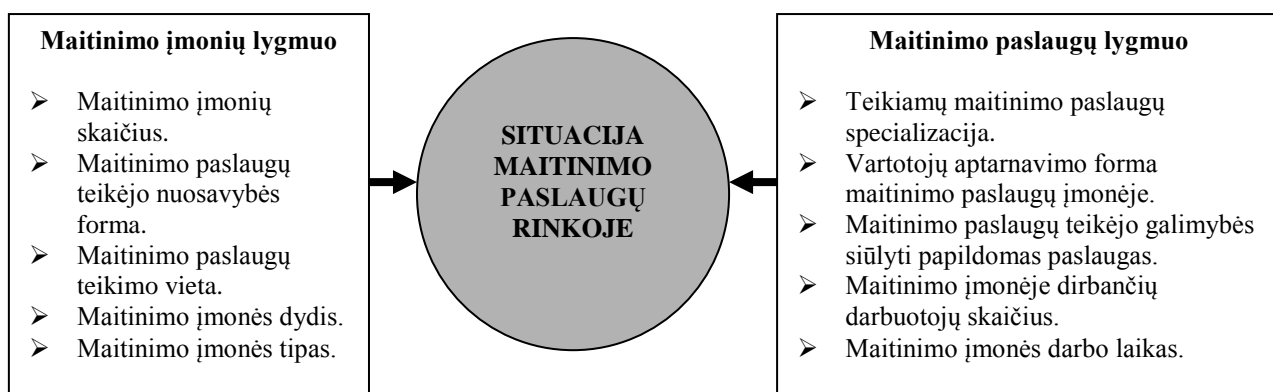 Maitinimo įmonių lygmuo
➢ Maitinimo įmonių
skaičius.
➢ Maitinimo paslaugų
teikėjo nuosavybės
forma.
➢ Maitinimo paslaugų
teikimo vieta.
➢ Maitinimo įmonės dydis.
➢ Maitinimo įmonės tipas.
SITUACIJA
MAITINIMO
PASLAUGŲ
RINKOJE
Maitinimo paslaugų lygmuo
➢ Teikiamų maitinimo paslaugų
specializacija.
➢ Vartotojų aptarnavimo forma
maitinimo paslaugų įmonėje.
➢ Maitinimo paslaugų teikėjo galimybės
siūlyti papildomas paslaugas.
➢ Maitinimo įmonėje dirbančių
darbuotojų skaičius.
➢ Maitinimo įmonės darbo laikas.